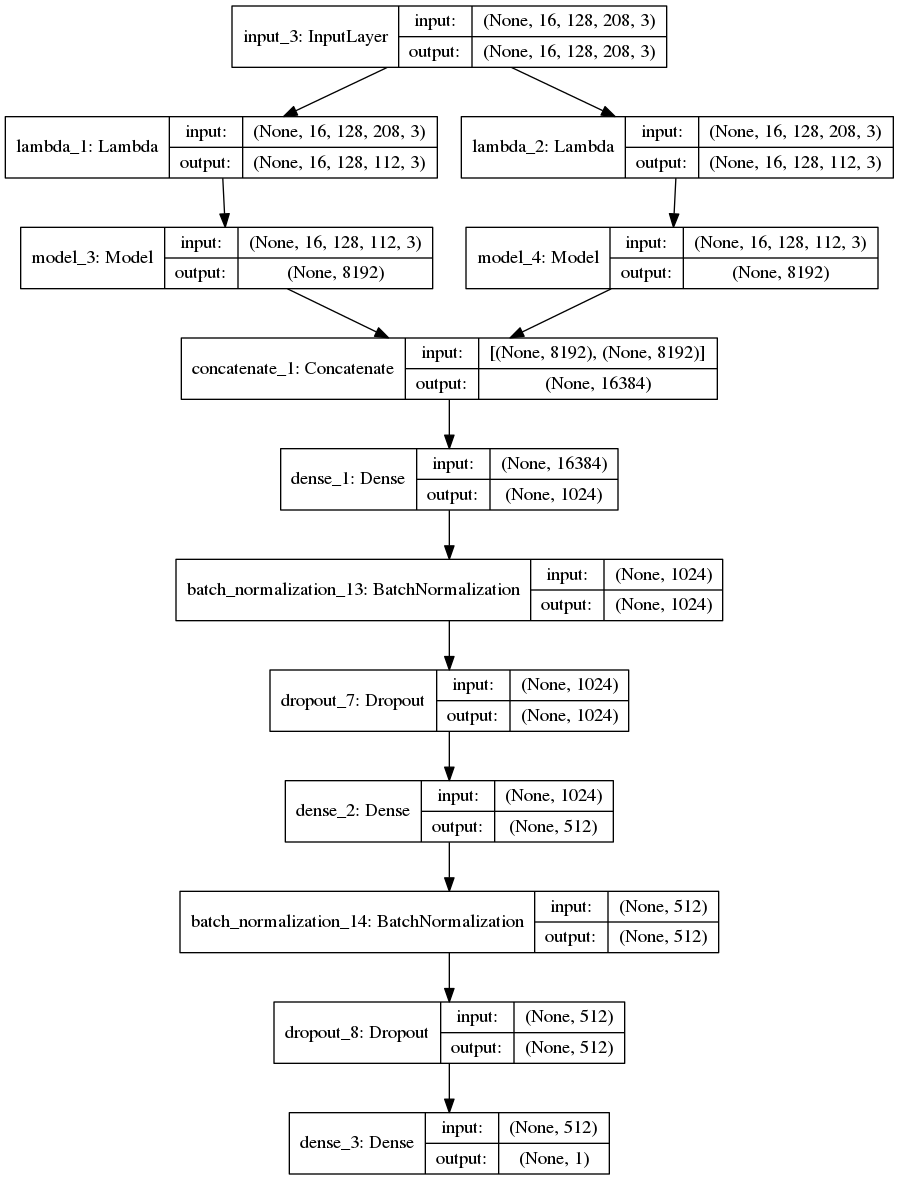 input_3: InputLayer
input: (None, 16, 128, 208, 3)
output: (None, 16, 128, 208, 3)
lambda_1: Lambda
input: (None, 16, 128, 208, 3)
output: (None, 16, 128, 112, 3)
lambda_2: Lambda
input: (None, 16, 128, 208, 3)
output: (None, 16, 128, 112, 3)
model_3: Model
input: (None, 16, 128, 112, 3)
output: (None, 8192)
model_4: Model
input: (None, 16, 128, 112, 3)
output: (None, 8192)
concatenate_1: Concatenate
input: [(None, 8192), (None, 8192)]
output: (None, 16384)
dense_1: Dense
input: (None, 16384)
output: (None, 1024)
batch_normalization_13: BatchNormalization
input: (None, 1024)
output: (None, 1024)
dropout_7: Dropout
input: (None, 1024)
output: (None, 1024)
dense_2: Dense
input: (None, 1024)
output: (None, 512)
batch_normalization_14: BatchNormalization
input: (None, 512)
output: (None, 512)
dropout_8: Dropout
input: (None, 512)
output: (None, 512)
dense_3: Dense
input: (None, 512)
output: (None, 1)